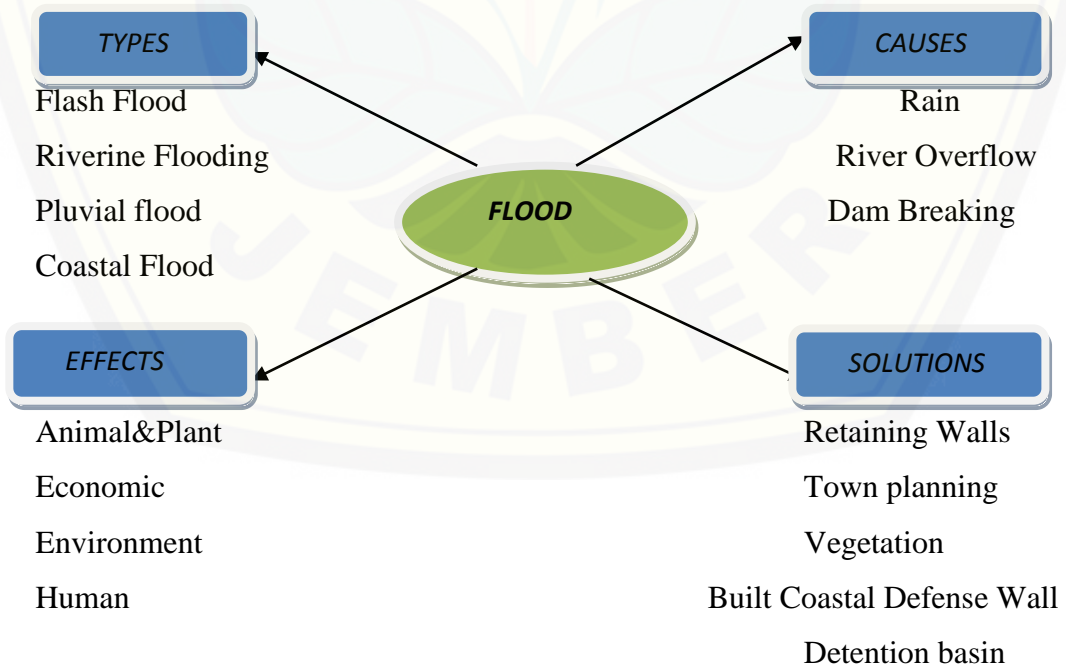 TYPES
Flash Flood
Riverine Flooding
Pluvial flood
Coastal Flood
CAUSES
Rain
River Overflow
Dam Breaking
FLOOD
EFFECTS
Animal&Plant
Economic
Environment
Human
SOLUTIONS
Retaining Walls
Town planning
Vegetation
Built Coastal Defense Wall
Detention basin
JEMBER